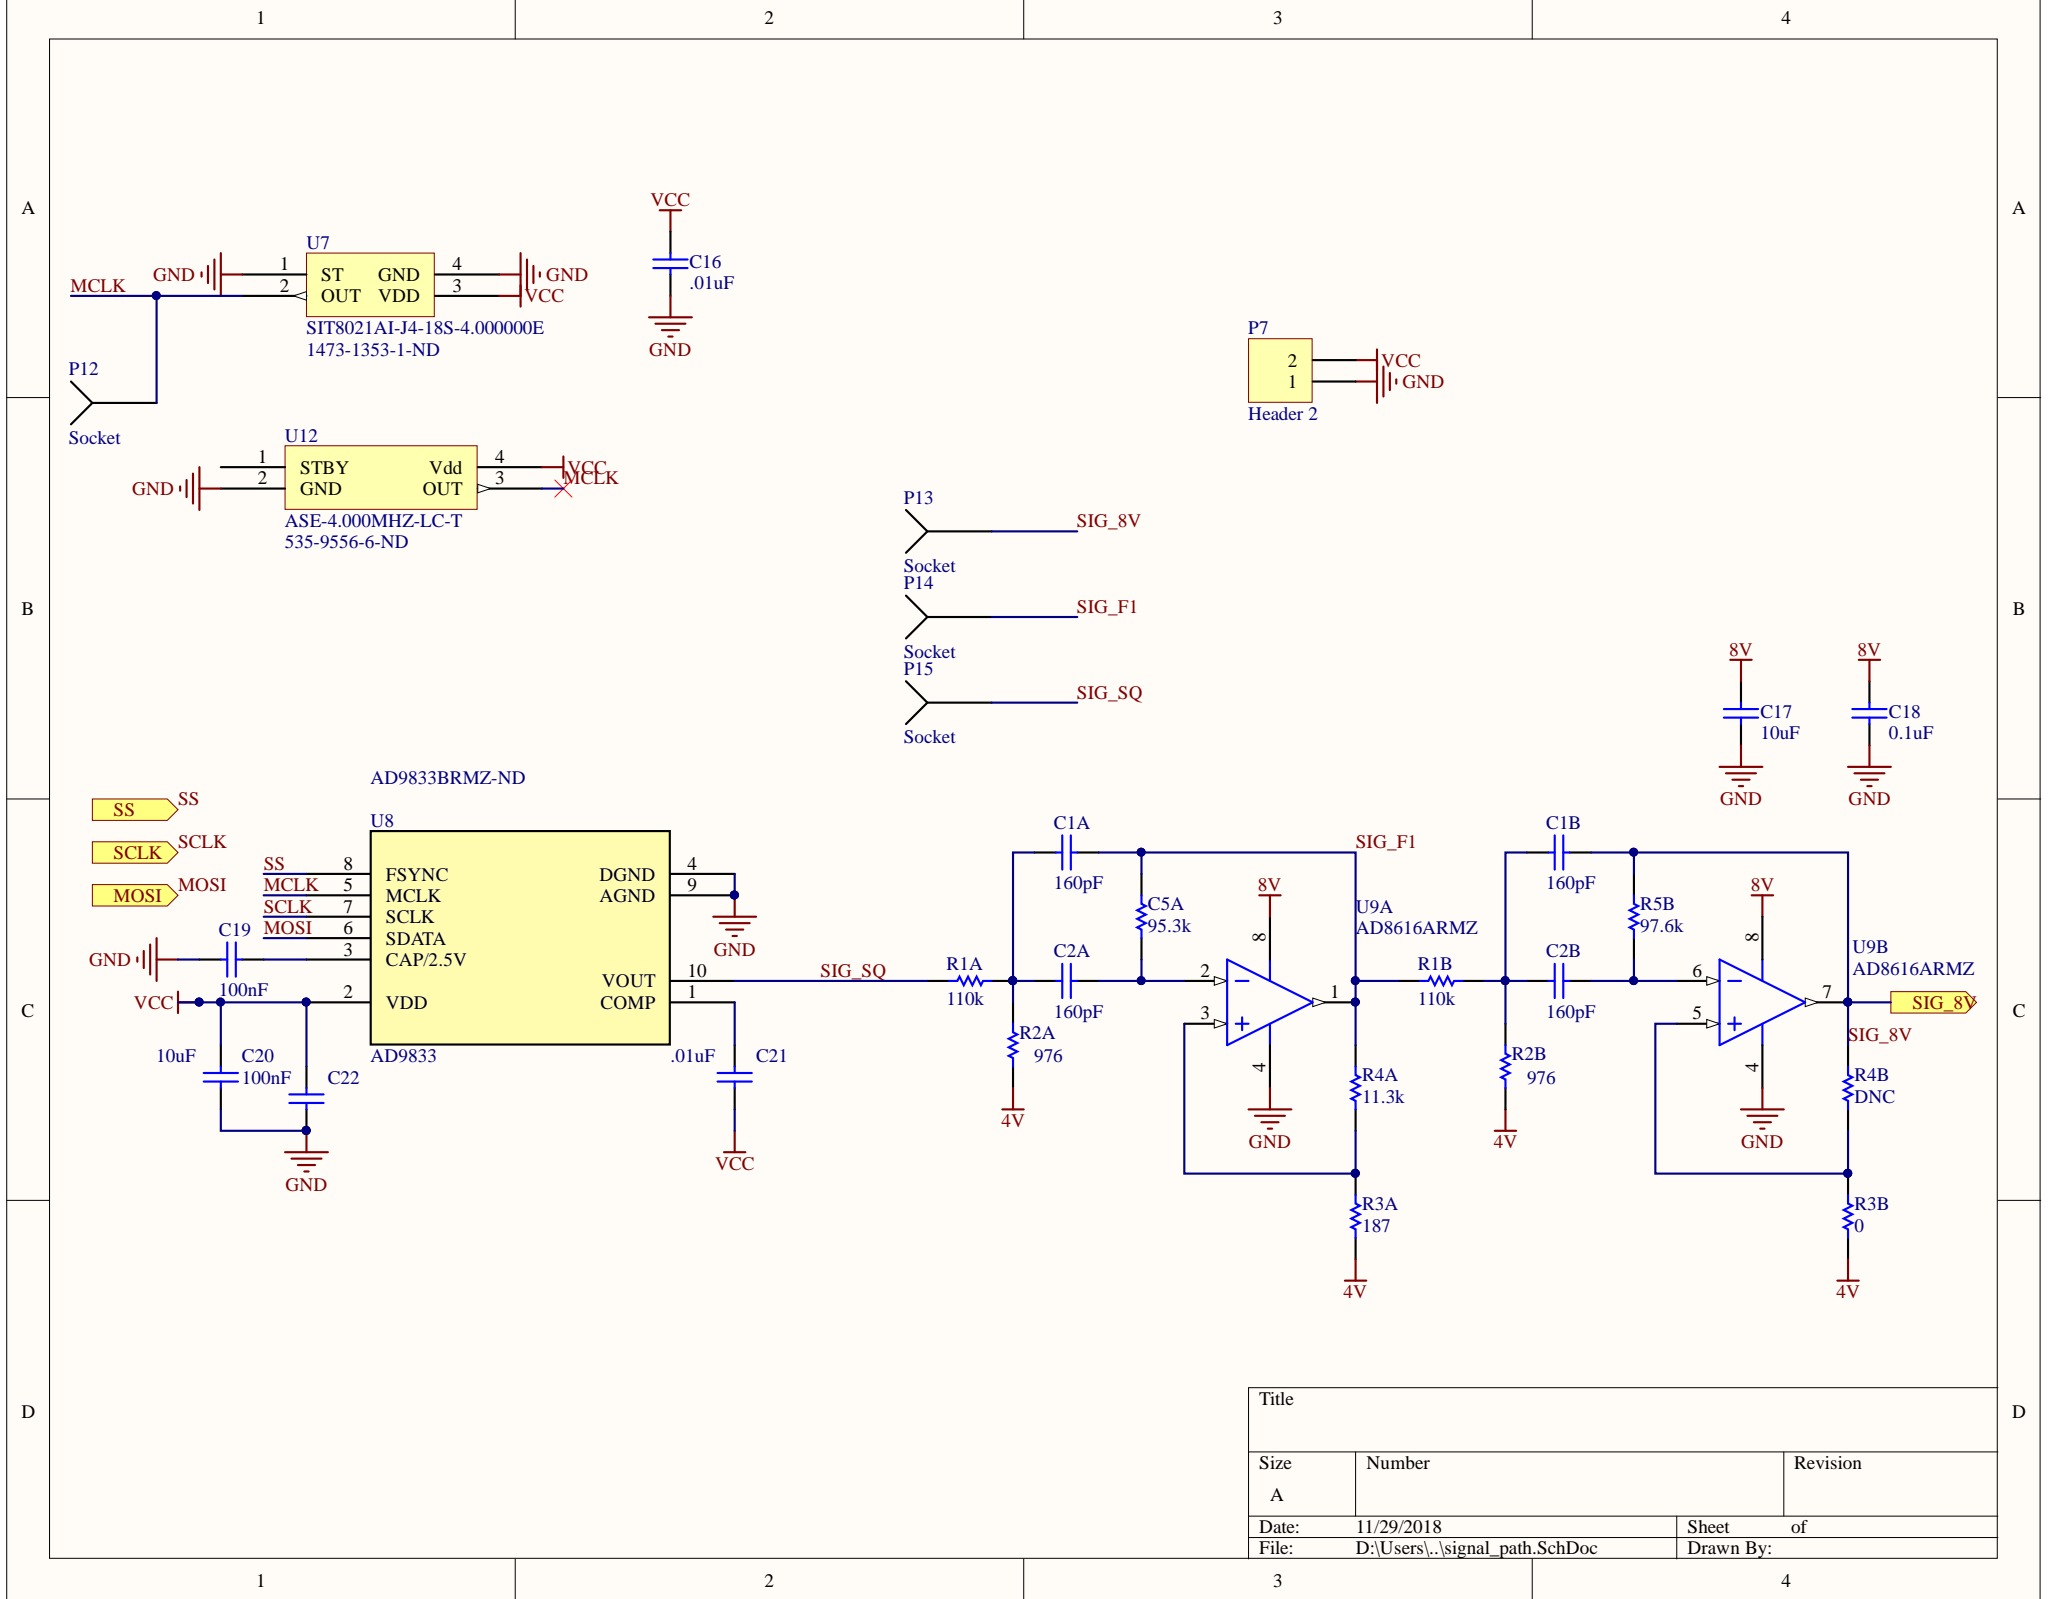 1 2 3 4
A A
VCC
U7
C16
.01uF
GND 1 ST GND 4 GND
MCLK 2 OUT VDD 3 VCC
SIT8021AI-J4-18S-4.000000E
1473-1353-1-ND
GND
P7
2 VCC
1 GND
Header 2
P12
Socket
U12
1 STBY Vdd 4 VCC
GND 2 GND OUT 3 MCLK
ASE-4.000MHZ-LC-T
535-9556-6-ND
P13
SIG_8V
Socket
P14
SIG_F1
Socket
P15
SIG_SQ
Socket
B B
8V 8V
C17
10uF
C18
0.1uF
GND GND
AD9833BRMZ-ND
SS SS
SCLK SCLK
MOSI MOSI
U8
SS 8 FSYNC DGND 4
MCLK 5 MCLK AGND 9
SCLK 7 SCLK
MOSI 6 SDATA
GND
C19
100nF
3 CAP/2.5V
VOUT 10 SIG_SQ
VCC 2 VDD COMP 1
AD9833
GND
10uF C20
100nF C22
GND
.01uF C21
VCC
C1A
160pF
SIG_F1
C5A
95.3k
8V
U9A
AD8616ARMZ
R1A
110k
C2A
160pF
2 8 1
3 4
R2A
976
4V
GND
R4A
11.3k
R3A
187
4V
C1B
160pF
R5B
97.6k
8V
U9B
AD8616ARMZ
R1B
110k
C2B
160pF
6 8 7
5 4
SIG_8V
SIG_8V
R2B
976
4V
GND
R4B
DNC
R3B
0
4V
C C
D D
Title
Size Number Revision
A
Date: 11/29/2018 Sheet of
File: D:\Users\..\signal_path.SchDoc Drawn By:
1 2 3 4